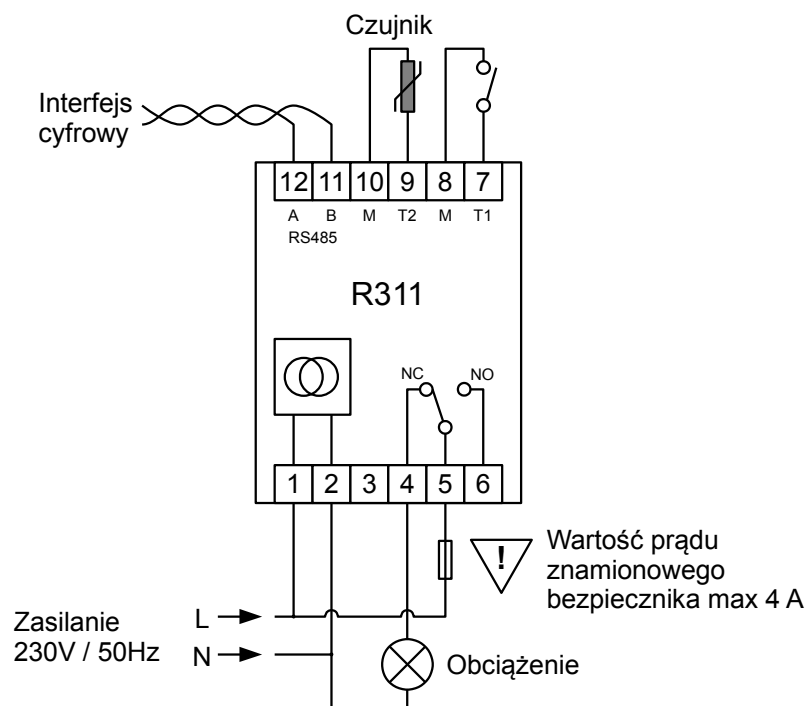 Czujnik
Interfejs
cyfrowy
12 11 10 9 8 7
A B M T2 M T1
RS485
R311
NC NO
1 2 3 4 5 6
!
Wartość prądu
znamionowego
bezpiecznika max 4 A
Zasilanie
230V / 50Hz
L
N
Obciążenie